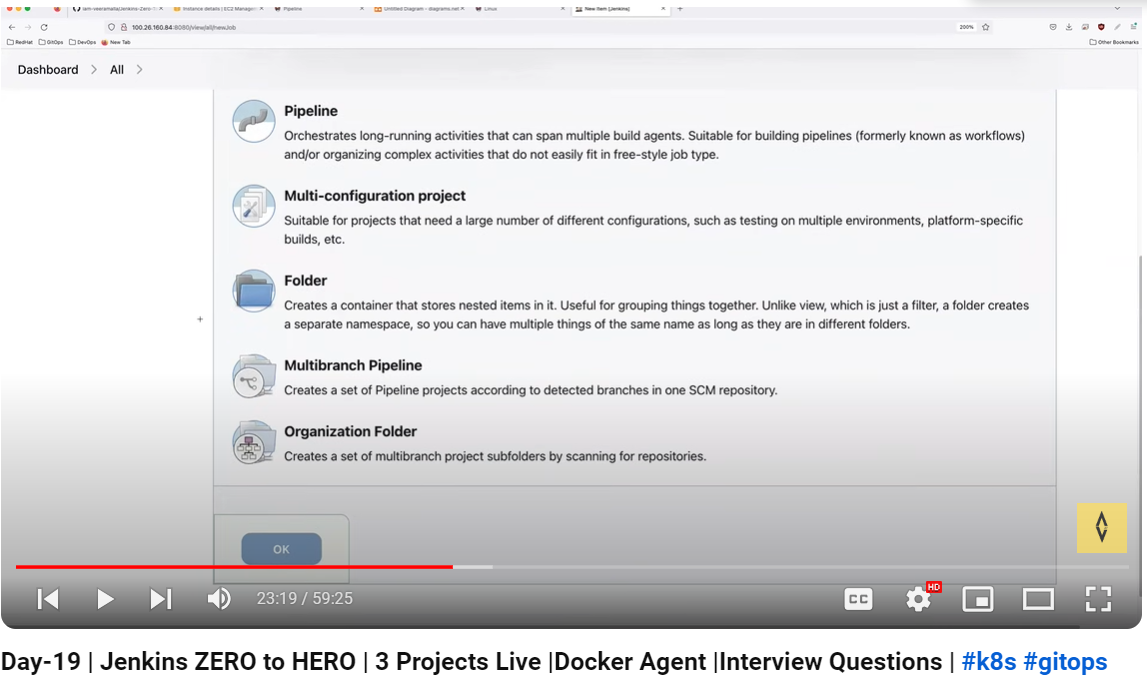 iam-veeramalla/Jenkins-Zero-T
Instance details | EC2 Manager
Pipeline
Untitled Diagram - diagrams.net
Linux
New Item [Jenkins]
100.26.160.84:8080/view/all/newJob
200%
RedHat
GitOps
DevOps
New Tab
Other Bookmarks
Dashboard
All
Pipeline
Orchestrates long-running activities that can span multiple build agents. Suitable for building pipelines (formerly known as workflows)
and/or organizing complex activities that do not easily fit in free-style job type.
Multi-configuration project
Suitable for projects that need a large number of different configurations, such as testing on multiple environments, platform-specific
builds, etc.
Folder
Creates a container that stores nested items in it. Useful for grouping things together. Unlike view, which is just a filter, a folder creates
a separate namespace, so you can have multiple things of the same name as long as they are in different folders.
Multibranch Pipeline
Creates a set of Pipeline projects according to detected branches in one SCM repository.
Organization Folder
Creates a set of multibranch project subfolders by scanning for repositories.
OK
23:19 / 59:25
CC
HD
Day-19 | Jenkins ZERO to HERO | 3 Projects Live |Docker Agent |Interview Questions | #k8s #gitops